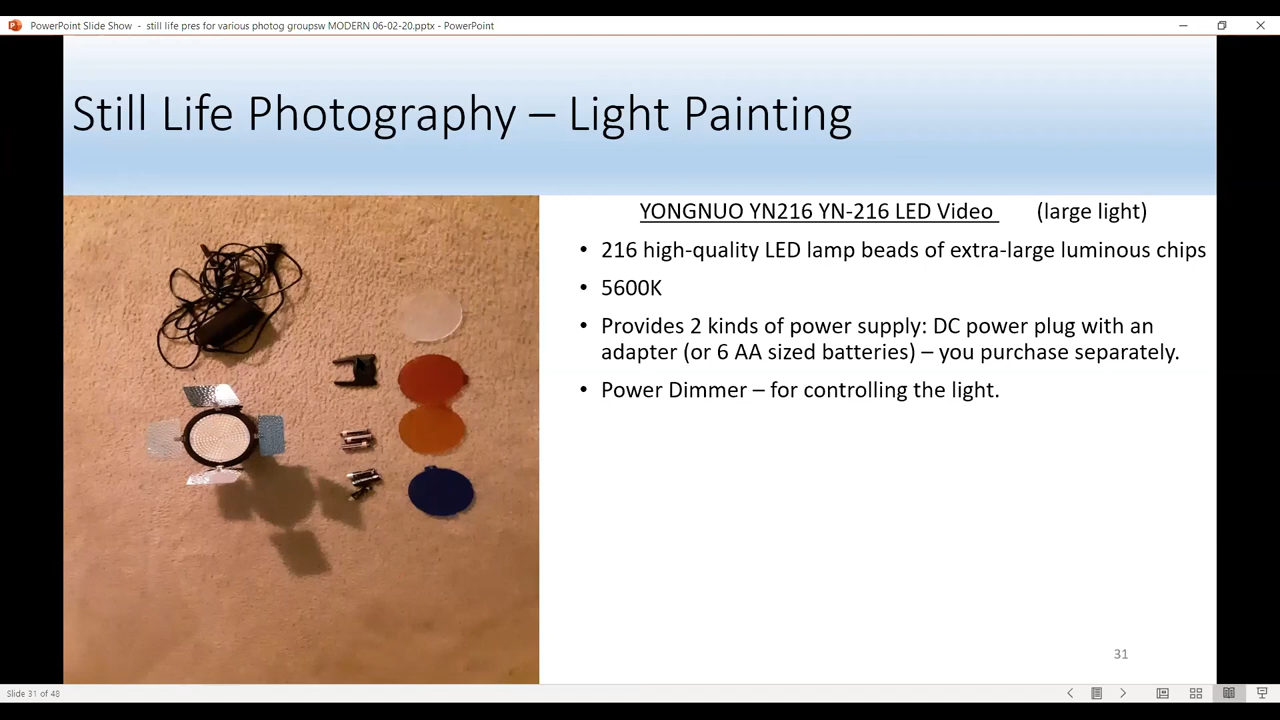 PowerPoint Slide Show - still life pres for various photog groupsw MODERN 06-02-20.pptx - PowerPoint
Still Life Photography – Light Painting
YONGNUO YN216 YN-216 LED Video (large light)
• 216 high-quality LED lamp beads of extra-large luminous chips
• 5600K
• Provides 2 kinds of power supply: DC power plug with an
adapter (or 6 AA sized batteries) – you purchase separately.
• Power Dimmer – for controlling the light.
31
Slide 31 of 48